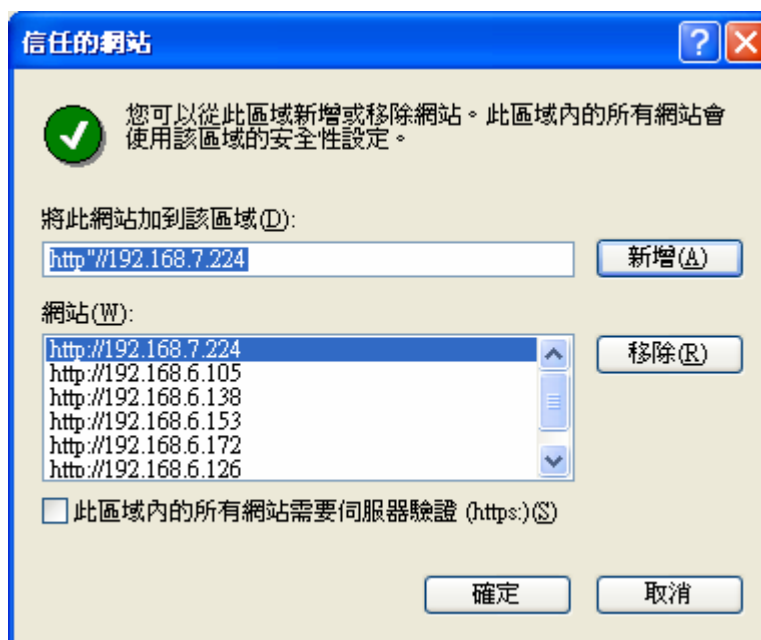 信任的網站
您可以從此區域新增或移除網站。此區域內的所有網站會
使用該區域的安全性設定。
將此網站加到該區域(D):
http"//192.168.7.224
新增(A)
網站(W):
http://192.168.7.224
移除(R)
http://192.168.6.105
http://192.168.6.138
http://192.168.6.153
http://192.168.6.172
http://192.168.6.126
此區域內的所有網站需要伺服器驗證 (https:)(S)
確定
取消